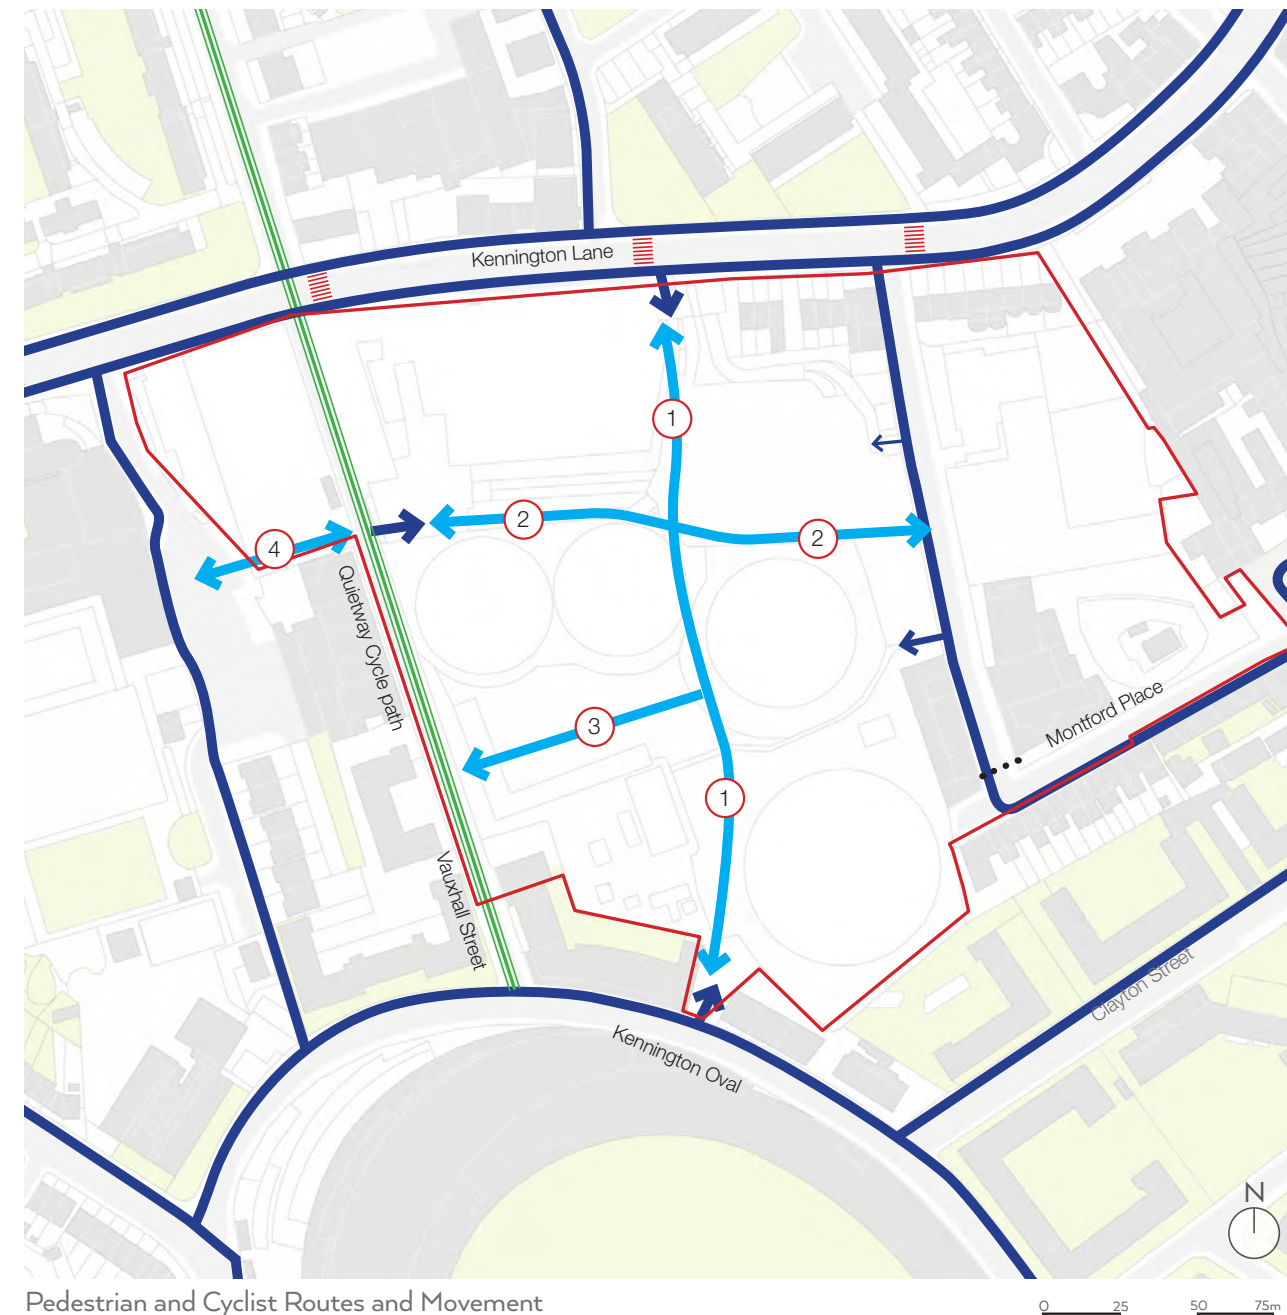 Kennington Lane
1
2
2
4
Quietway Cycle path
3
Montford Place
1
Vauxhall Street
Clayton Street
Kennington Oval
N
Pedestrian and Cyclist Routes and Movement
0 25 50 75m